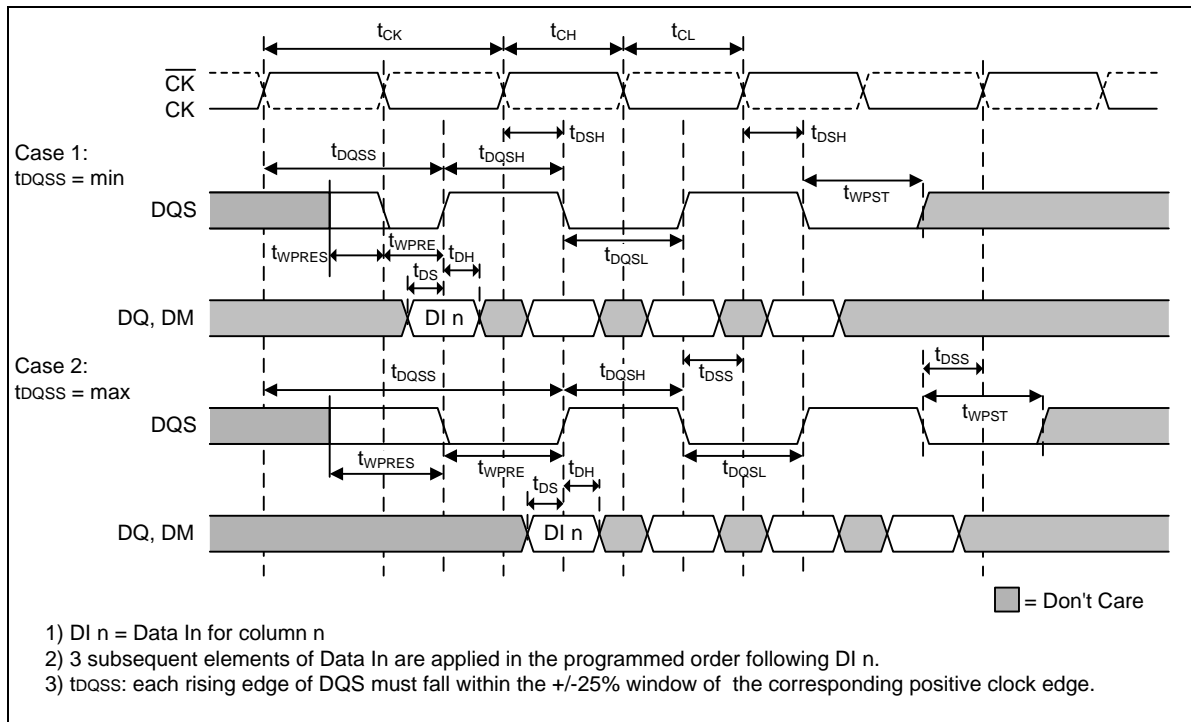 tCK tCH tCL
CK
CK
tDSH tDSH
Case 1:
tDQSS = min
tDQSS tDQSH
tWPST
DQS
tWPRES tWPRE tDH tDQSL
tDS
DQ, DM DI n
Case 2:
tDQSS = max
tDQSS tDQSH tDSS tDSS
tWPST
DQS
tWPRES tWPRE tDH tDQSL
tDS
DQ, DM DI n
= Don't Care
1) DI n = Data In for column n
2) 3 subsequent elements of Data In are applied in the programmed order following DI n.
3) tDQSS: each rising edge of DQS must fall within the +/-25% window of the corresponding positive clock edge.